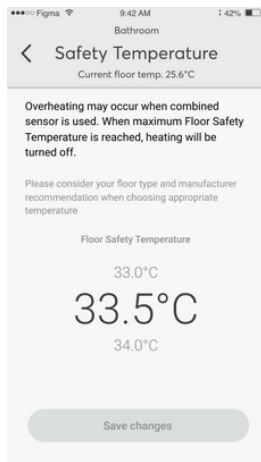 Figma 9:42 AM 42%
Bathroom
Safety Temperature
Current floor temp. 25.6°C
Overheating may occur when combined
sensor is used. When maximum Floor Safety
Temperature is reached, heating will be
turned off.
Please consider your floor type and manufacturer
recommendation when choosing appropriate
temperature
Floor Safety Temperature
33.0°C
33.5°C
34.0°C
Save changes